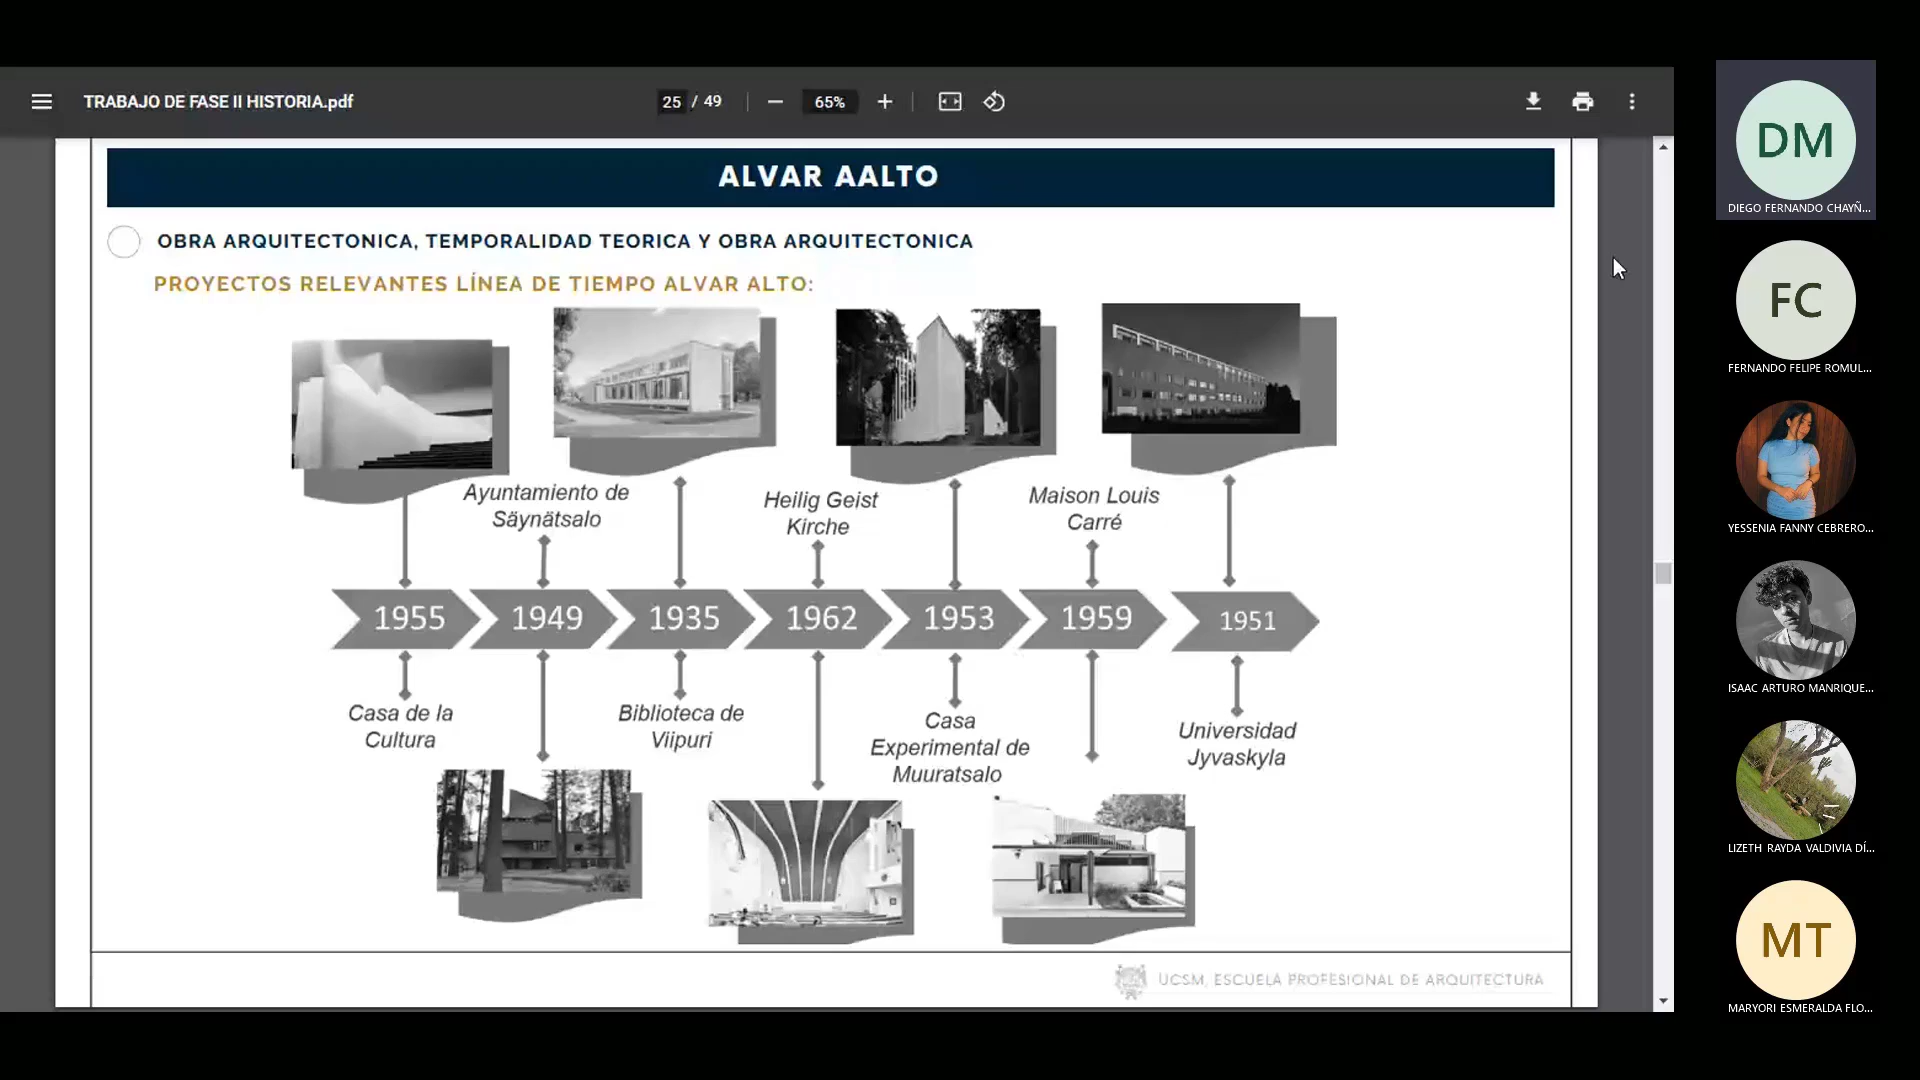 TRABAJO DE FASE II HISTORIA.pdf
25 / 49
65%
ALVAR AALTO
OBRA ARQUITECTONICA, TEMPORALIDAD TEORICA Y OBRA ARQUITECTONICA
PROYECTOS RELEVANTES LÍNEA DE TIEMPO ALVAR ALTO:
Ayuntamiento de
Säynätsalo
Heilig Geist
Kirche
Maison Louis
Carré
1955
1949
1935
1962
1953
1959
1951
Casa de la
Cultura
Biblioteca de
Viipuri
Casa
Experimental de
Muuratsalo
Universidad
Jyvaskyla
UCSM, ESCUELA PROFESIONAL DE ARQUITECTURA
DM
DIEGO FERNANDO CHAYÑ...
FC
FERNANDO FELIPE ROMUL...
YESSENIA FANNY CEBRERO...
ISAAC ARTURO MANRIQUE...
LIZETH RAYDA VALDIVIA DÍ...
MT
MARYORI ESMERALDA FLO...